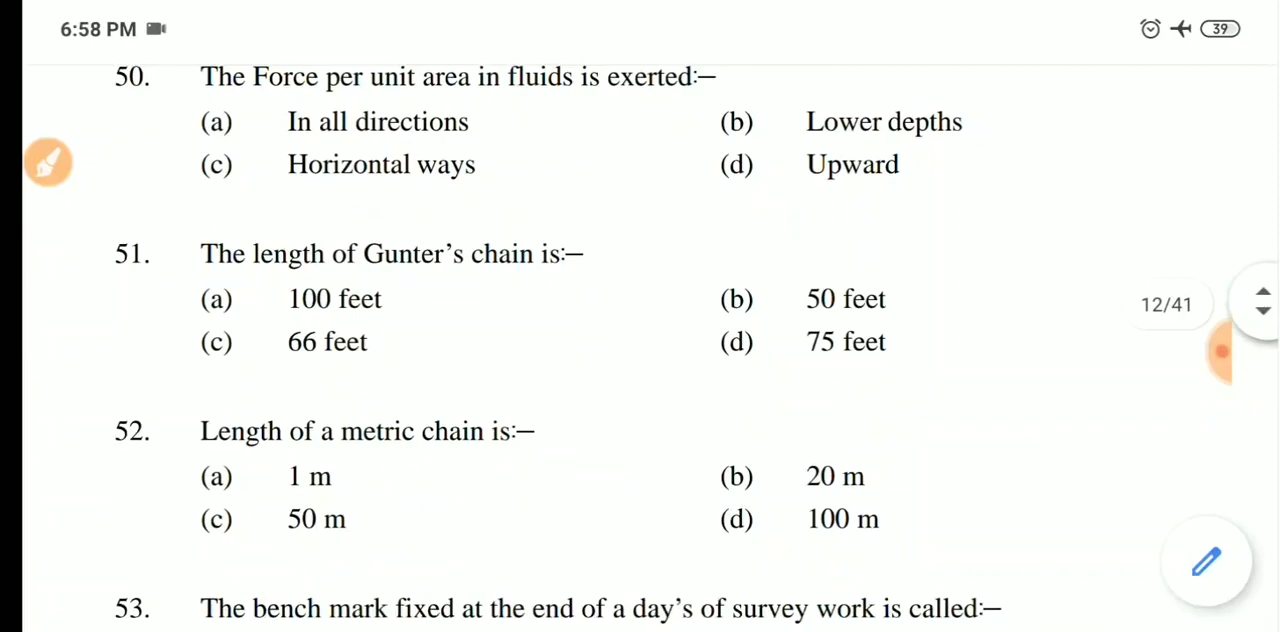 6:58 PM 39
50. The Force per unit area in fluids is exerted:–
(a) In all directions (b) Lower depths
(c) Horizontal ways (d) Upward
51. The length of Gunter’s chain is:–
(a) 100 feet (b) 50 feet
12/41
(c) 66 feet (d) 75 feet
52. Length of a metric chain is:–
(a) 1 m (b) 20 m
(c) 50 m (d) 100 m
53. The bench mark fixed at the end of a day’s of survey work is called:–